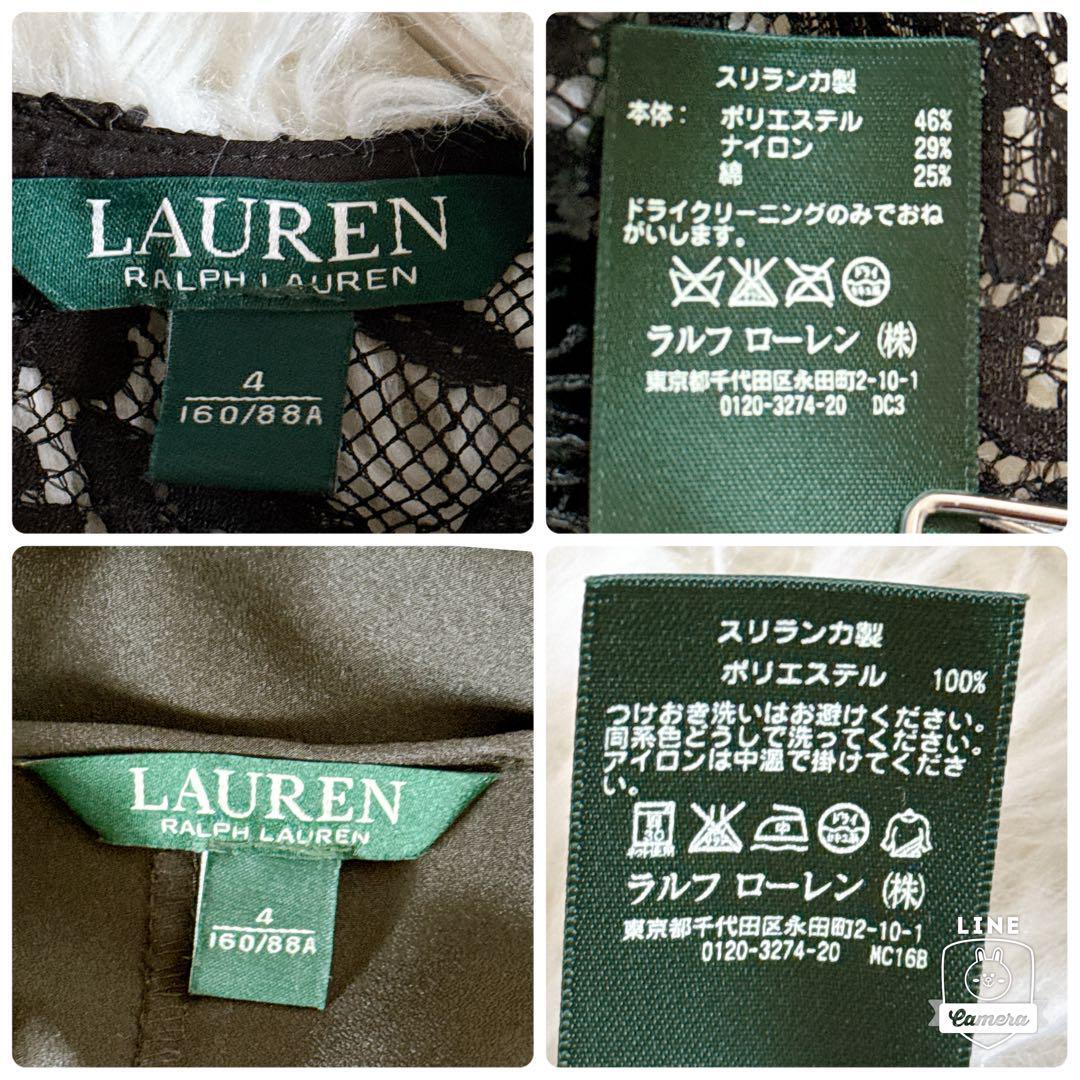 LAUREN
RALPH LAUREN
4
160/88A
スリランカ製
本体: ポリエステル 46%
ナイロン 29%
綿 25%
ドライクリーニングのみでおね
がいします。
ドライ
ラルフ ローレン (株)
東京都千代田区永田町2-10-1
0120-3274-20 DC3
LAUREN
RALPH LAUREN
4
160/88A
スリランカ製
ポリエステル 100%
つけおき洗いはお避けください。
同系色どうしで洗ってください。
アイロンは中温で掛けてくださ
い。
30
中
ドライ
ラルフ ローレン (株)
東京都千代田区永田町2-10-1
0120-3274-20 MC16B
LINE
Camera